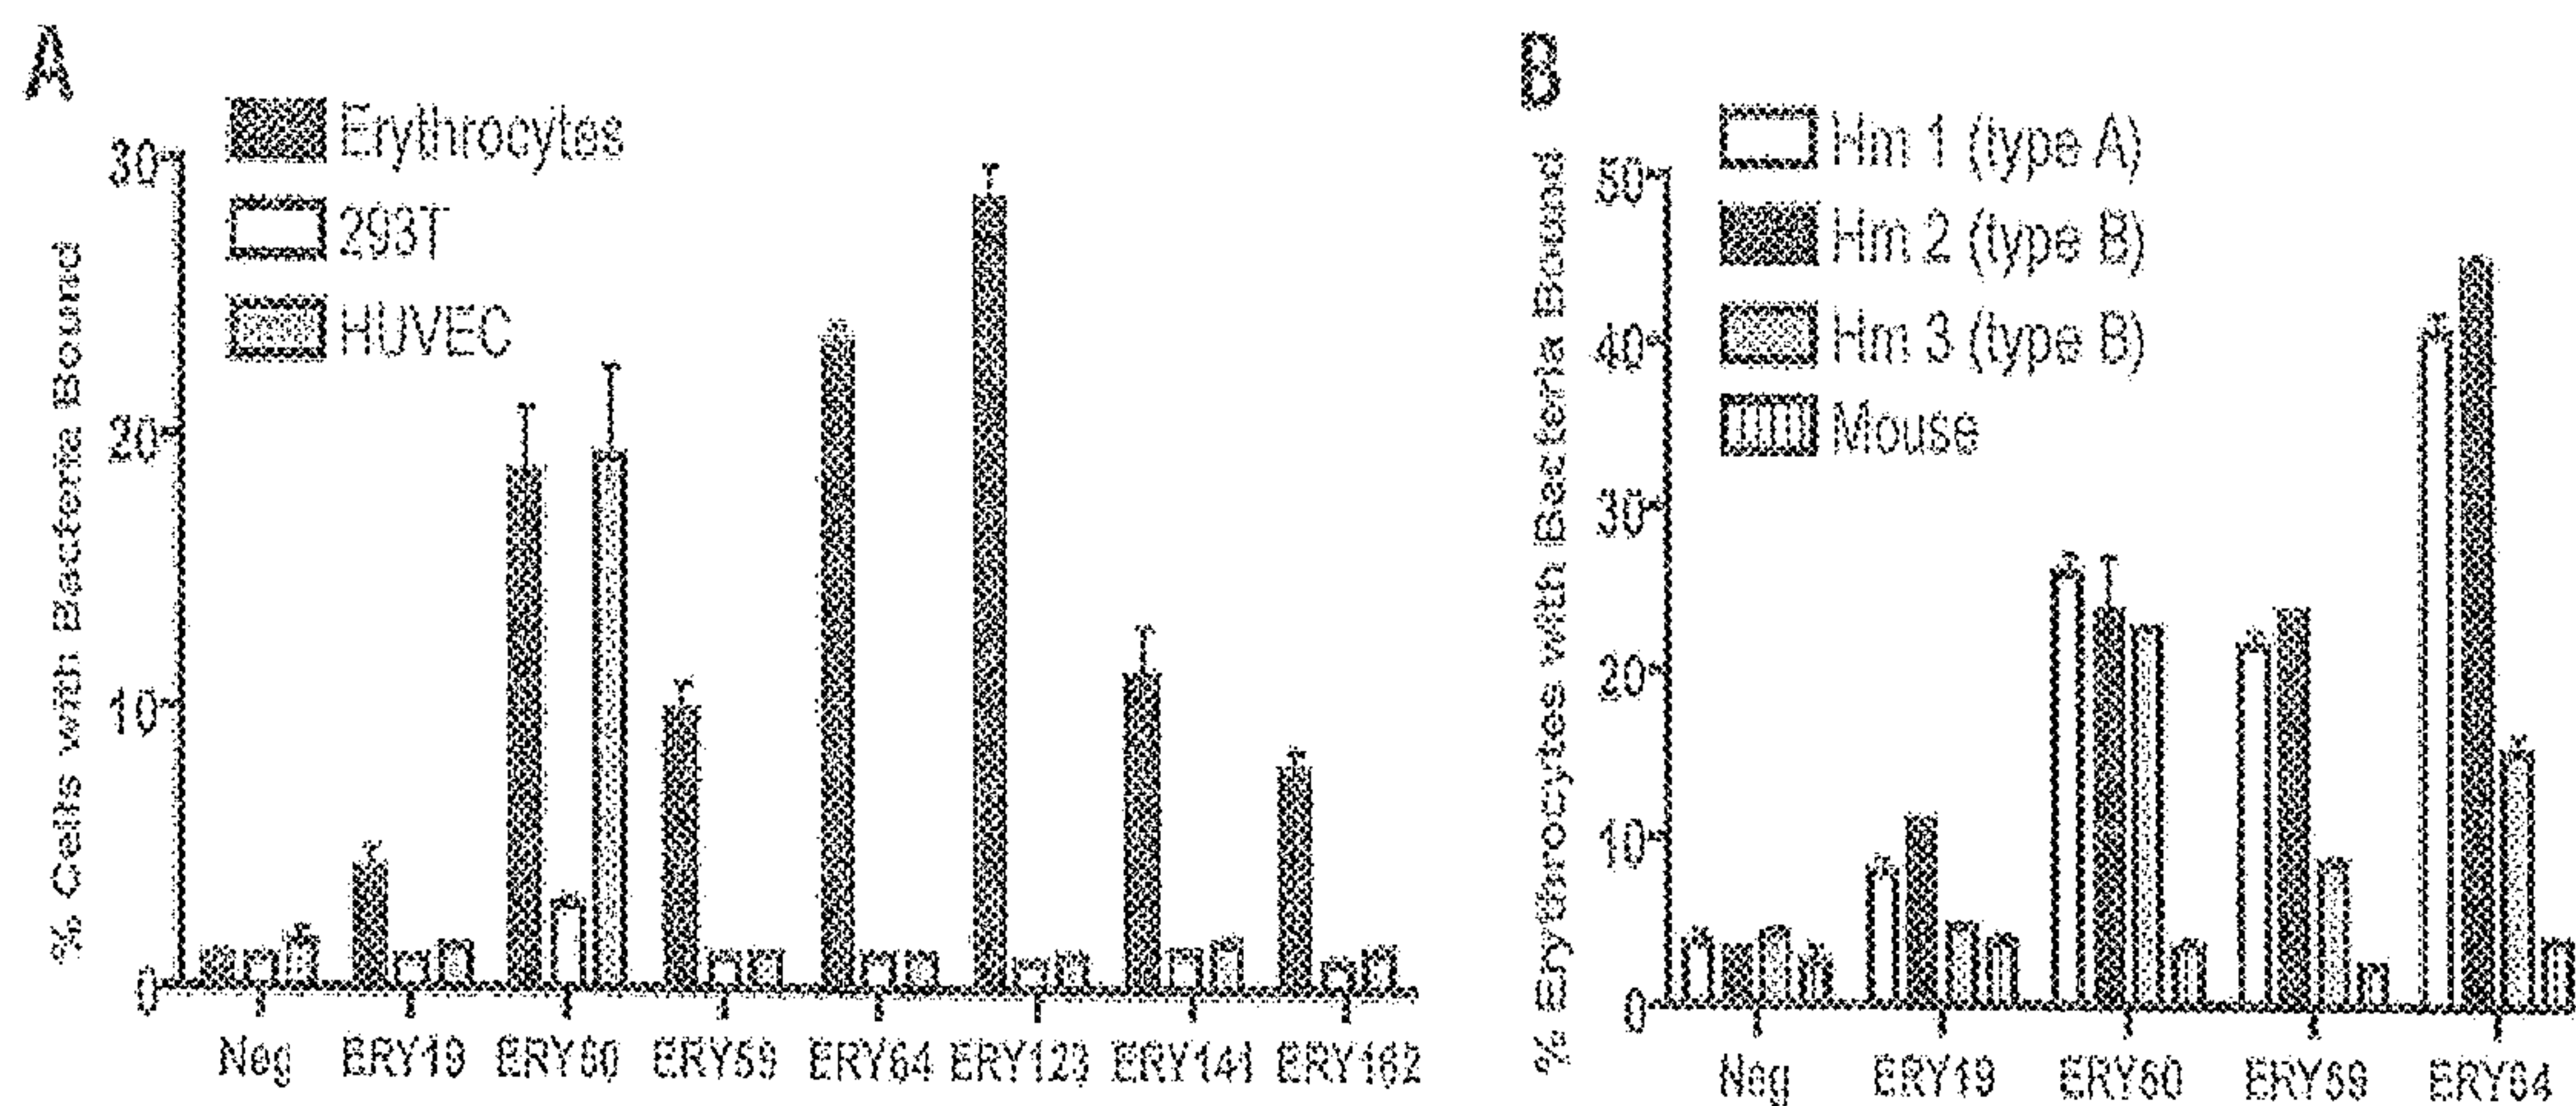 A
% Cells with Bacteria Bound
30
20
10
0
Erythrocytes
293T
HUVEC
Neg ERY19 ERY50 ERY59 ERY64 ERY123 ERY141 ERY162
B
% Erythrocytes with Bacteria Bound
50
40
30
20
10
0
Hm 1 (type A)
Hm 2 (type B)
Hm 3 (type B)
Mouse
Neg ERY19 ERY50 ERY59 ERY64